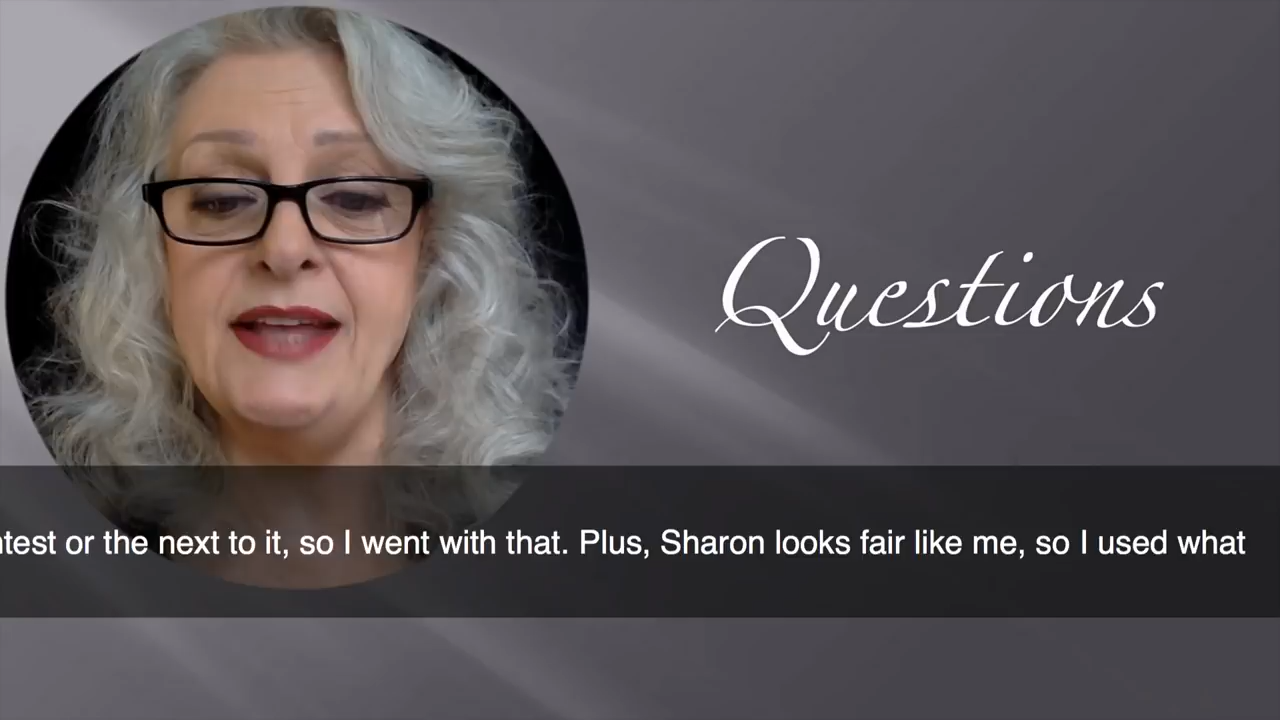 Questions
test or the next to it, so I went with that. Plus, Sharon looks fair like me, so I used what